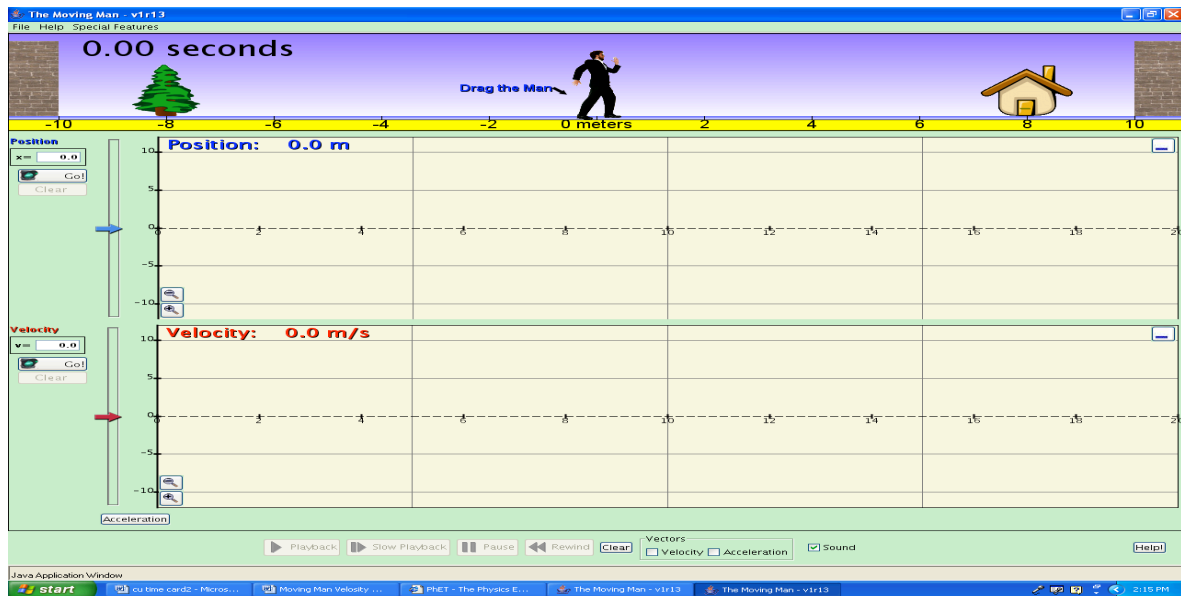 The Moving Man - v1r13
File Help Special Features
0.00 seconds
Drag the Man
-10 -8 -6 -4 -2 0 meters 2 4 6 8 10
Position
x= 0.0
Go!
Clear
Position: 0.0 m
10
5
0
-5
-10
0 2 4 6 8 10 12 14 16 18 20
Velocity
v= 0.0
Go!
Clear
Velocity: 0.0 m/s
10
5
0
-5
-10
0 2 4 6 8 10 12 14 16 18 20
Acceleration
Playback Slow Playback Pause Rewind Clear Vectors Velocity Acceleration Sound Help!
Java Application Window
start cu time card2 - Micros... Moving Man Velosity ... PhET - The Physics E... The Moving Man - v1r13 The Moving Man - v1r13 2:15 PM